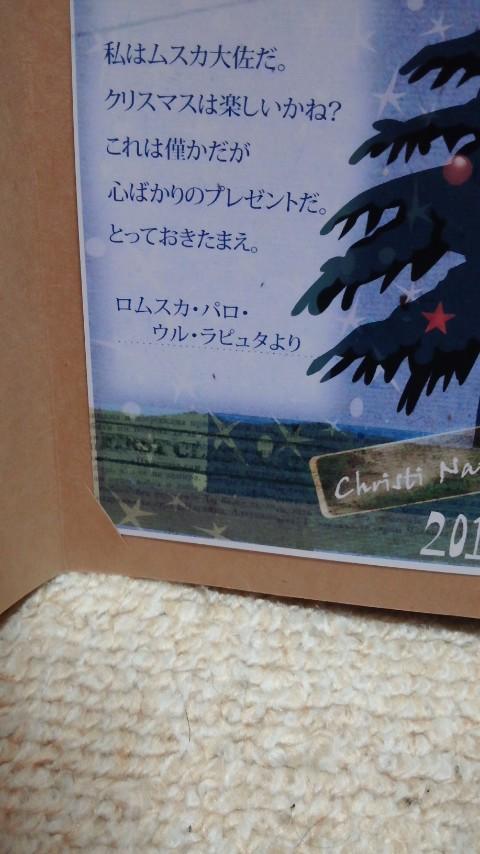 私はムスカ大佐だ。
クリスマスは楽しいかね?
これは僅かだが
心ばかりのプレゼントだ。
とっておきたまえ。
ロムスカ・パロ・
ウル・ラピュタより
Christi Na
201